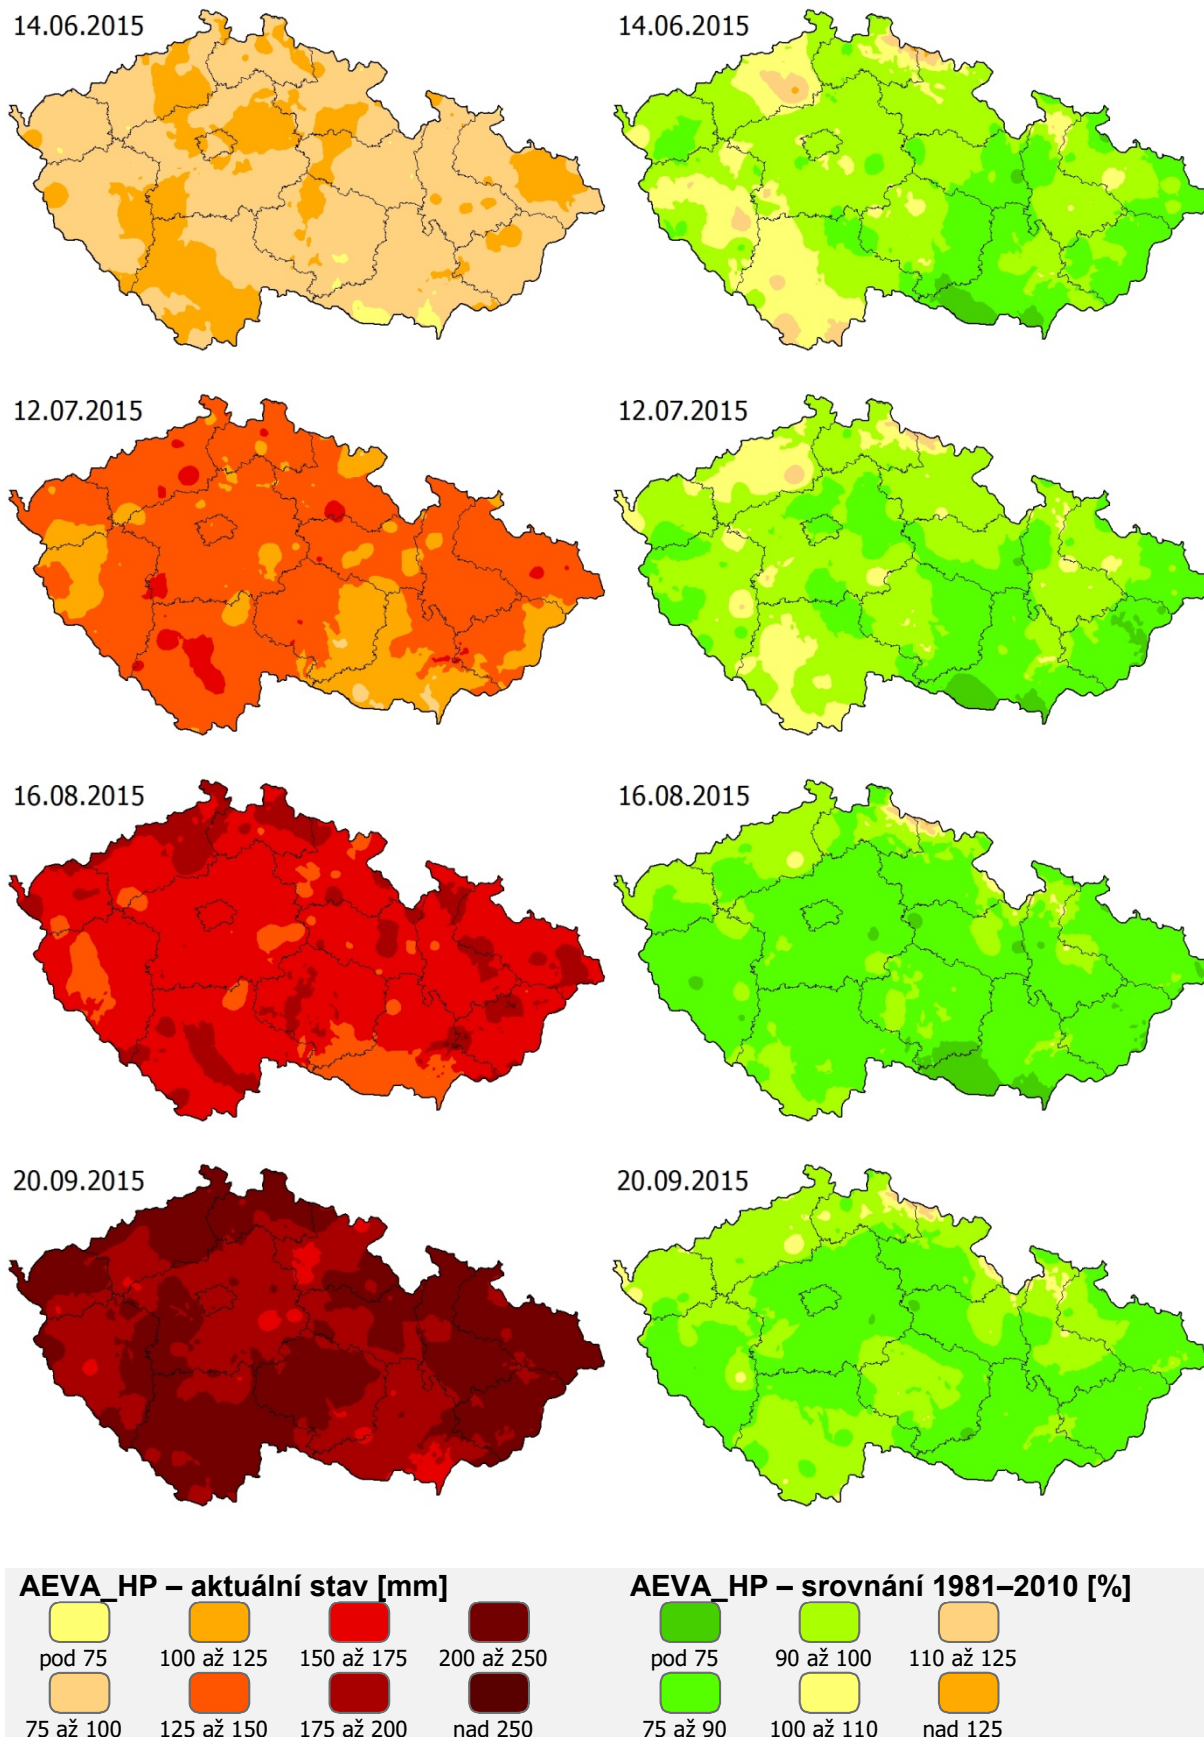 14.06.2015 14.06.2015
12.07.2015 12.07.2015
16.08.2015 16.08.2015
20.09.2015 20.09.2015
AEVA_HP – aktuální stav [mm]
pod 75 100 až 125 150 až 175 200 až 250
75 až 100 125 až 150 175 až 200 nad 250
AEVA_HP – srovnání 1981–2010 [%]
pod 75 90 až 100 110 až 125
75 až 90 100 až 110 nad 125